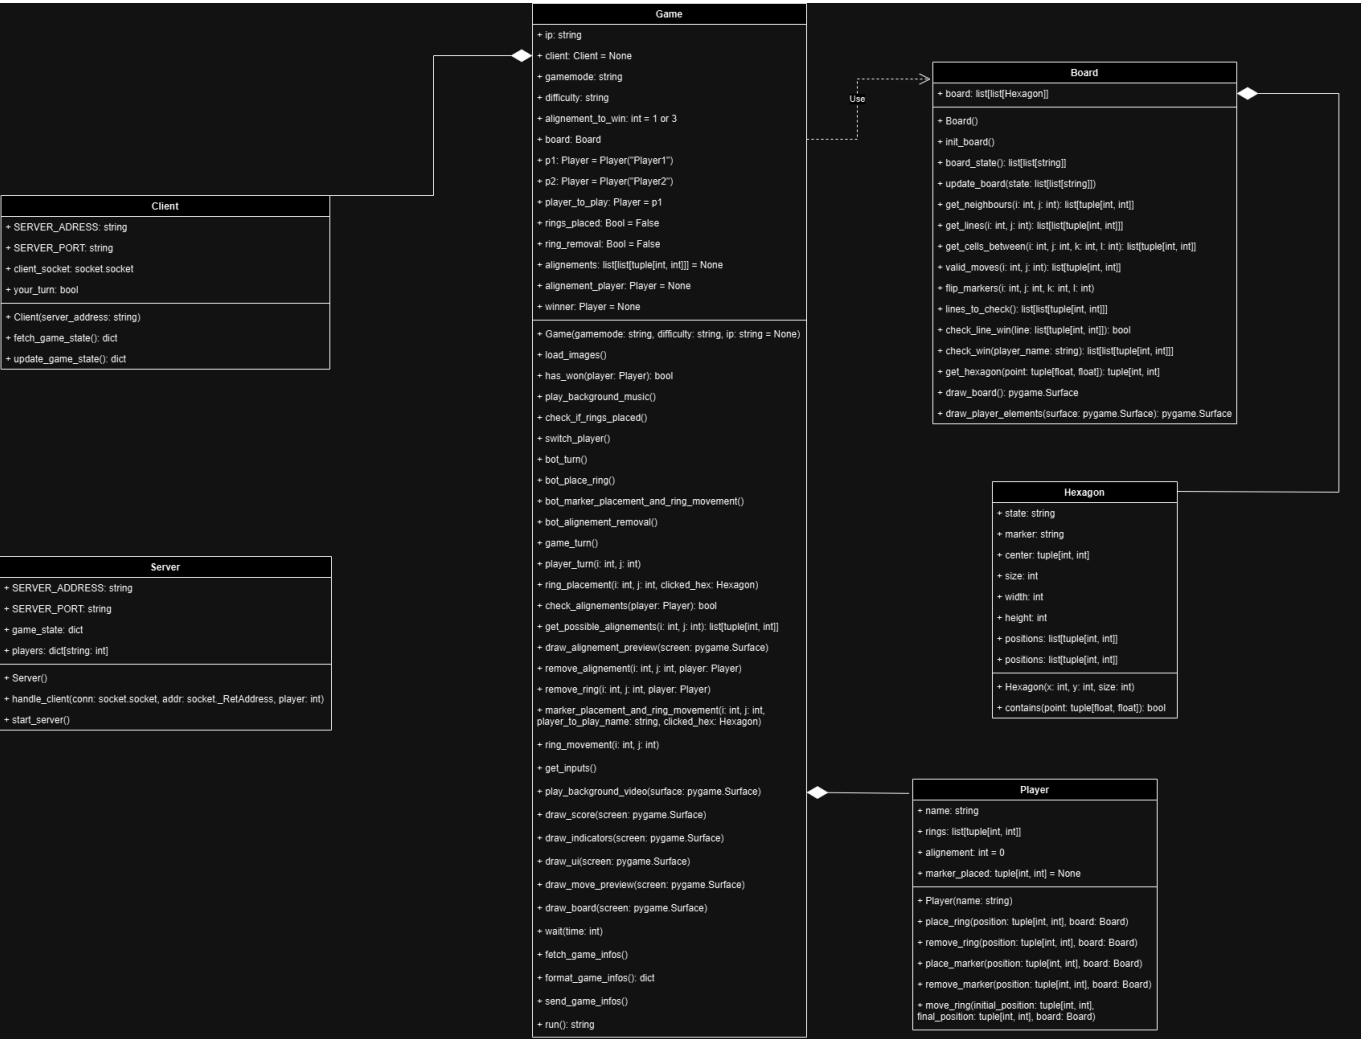 Game
+ ip: string
+ client: Client = None
+ gamemode: string
+ difficulty: string
+ alignement_to_win: int = 1 or 3
+ board: Board
+ p1: Player = Player("Player1")
+ p2: Player = Player("Player2")
+ player_to_play: Player = p1
+ rings_placed: Bool = False
+ ring_removal: Bool = False
+ alignements: list[list[tuple[int, int]]] = None
+ alignement_player: Player = None
+ winner: Player = None
+ Game(gamemode: string, difficulty: string, ip: string = None)
+ load_images()
+ has_won(player: Player): bool
+ play_background_music()
+ check_if_rings_placed()
+ switch_player()
+ bot_turn()
+ bot_place_ring()
+ bot_marker_placement_and_ring_movement()
+ bot_alignement_removal()
+ game_turn()
+ player_turn(i: int, j: int)
+ ring_placement(i: int, j: int, clicked_hex: Hexagon)
+ check_alignements(player: Player): bool
+ get_possible_alignements(i: int, j: int): list[tuple[int, int]]
+ draw_alignement_preview(screen: pygame.Surface)
+ remove_alignement(i: int, j: int, player: Player)
+ remove_ring(i: int, j: int, player: Player)
+ marker_placement_and_ring_movement(i: int, j: int,
player_to_play_name: string, clicked_hex: Hexagon)
+ ring_movement(i: int, j: int)
+ get_inputs()
+ play_background_video(surface: pygame.Surface)
+ draw_score(screen: pygame.Surface)
+ draw_indicators(screen: pygame.Surface)
+ draw_ui(screen: pygame.Surface)
+ draw_move_preview(screen: pygame.Surface)
+ draw_board(screen: pygame.Surface)
+ wait(time: int)
+ fetch_game_infos()
+ format_game_infos(): dict
+ send_game_infos()
+ run(): string
Use
Board
+ board: list[list[Hexagon]]
+ Board()
+ init_board()
+ board_state(): list[list[string]]
+ update_board(state: list[list[string]])
+ get_neighbours(i: int, j: int): list[tuple[int, int]]
+ get_lines(i: int, j: int): list[list[tuple[int, int]]]
+ get_cells_between(i: int, j: int, k: int, l: int): list[tuple[int, int]]
+ valid_moves(i: int, j: int): list[tuple[int, int]]
+ flip_markers(i: int, j: int, k: int, l: int)
+ lines_to_check(): list[list[tuple[int, int]]]
+ check_line_win(line: list[tuple[int, int]]): bool
+ check_win(player_name: string): list[list[tuple[int, int]]]
+ get_hexagon(point: tuple[float, float]): tuple[int, int]
+ draw_board(): pygame.Surface
+ draw_player_elements(surface: pygame.Surface): pygame.Surface
Client
+ SERVER_ADRESS: string
+ SERVER_PORT: string
+ client_socket: socket.socket
+ your_turn: bool
+ Client(server_address: string)
+ fetch_game_state(): dict
+ update_game_state(): dict
Hexagon
+ state: string
+ marker: string
+ center: tuple[int, int]
+ size: int
+ width: int
+ height: int
+ positions: list[tuple[int, int]]
+ positions: list[tuple[int, int]]
+ Hexagon(x: int, y: int, size: int)
+ contains(point: tuple[float, float]): bool
Server
+ SERVER_ADDRESS: string
+ SERVER_PORT: string
+ game_state: dict
+ players: dict[string: int]
+ Server()
+ handle_client(conn: socket.socket, addr: socket._RetAddress, player: int)
+ start_server()
Player
+ name: string
+ rings: list[tuple[int, int]]
+ alignement: int = 0
+ marker_placed: tuple[int, int] = None
+ Player(name: string)
+ place_ring(position: tuple[int, int], board: Board)
+ remove_ring(position: tuple[int, int], board: Board)
+ place_marker(position: tuple[int, int], board: Board)
+ remove_marker(position: tuple[int, int], board: Board)
+ move_ring(initial_position: tuple[int, int],
final_position: tuple[int, int], board: Board)